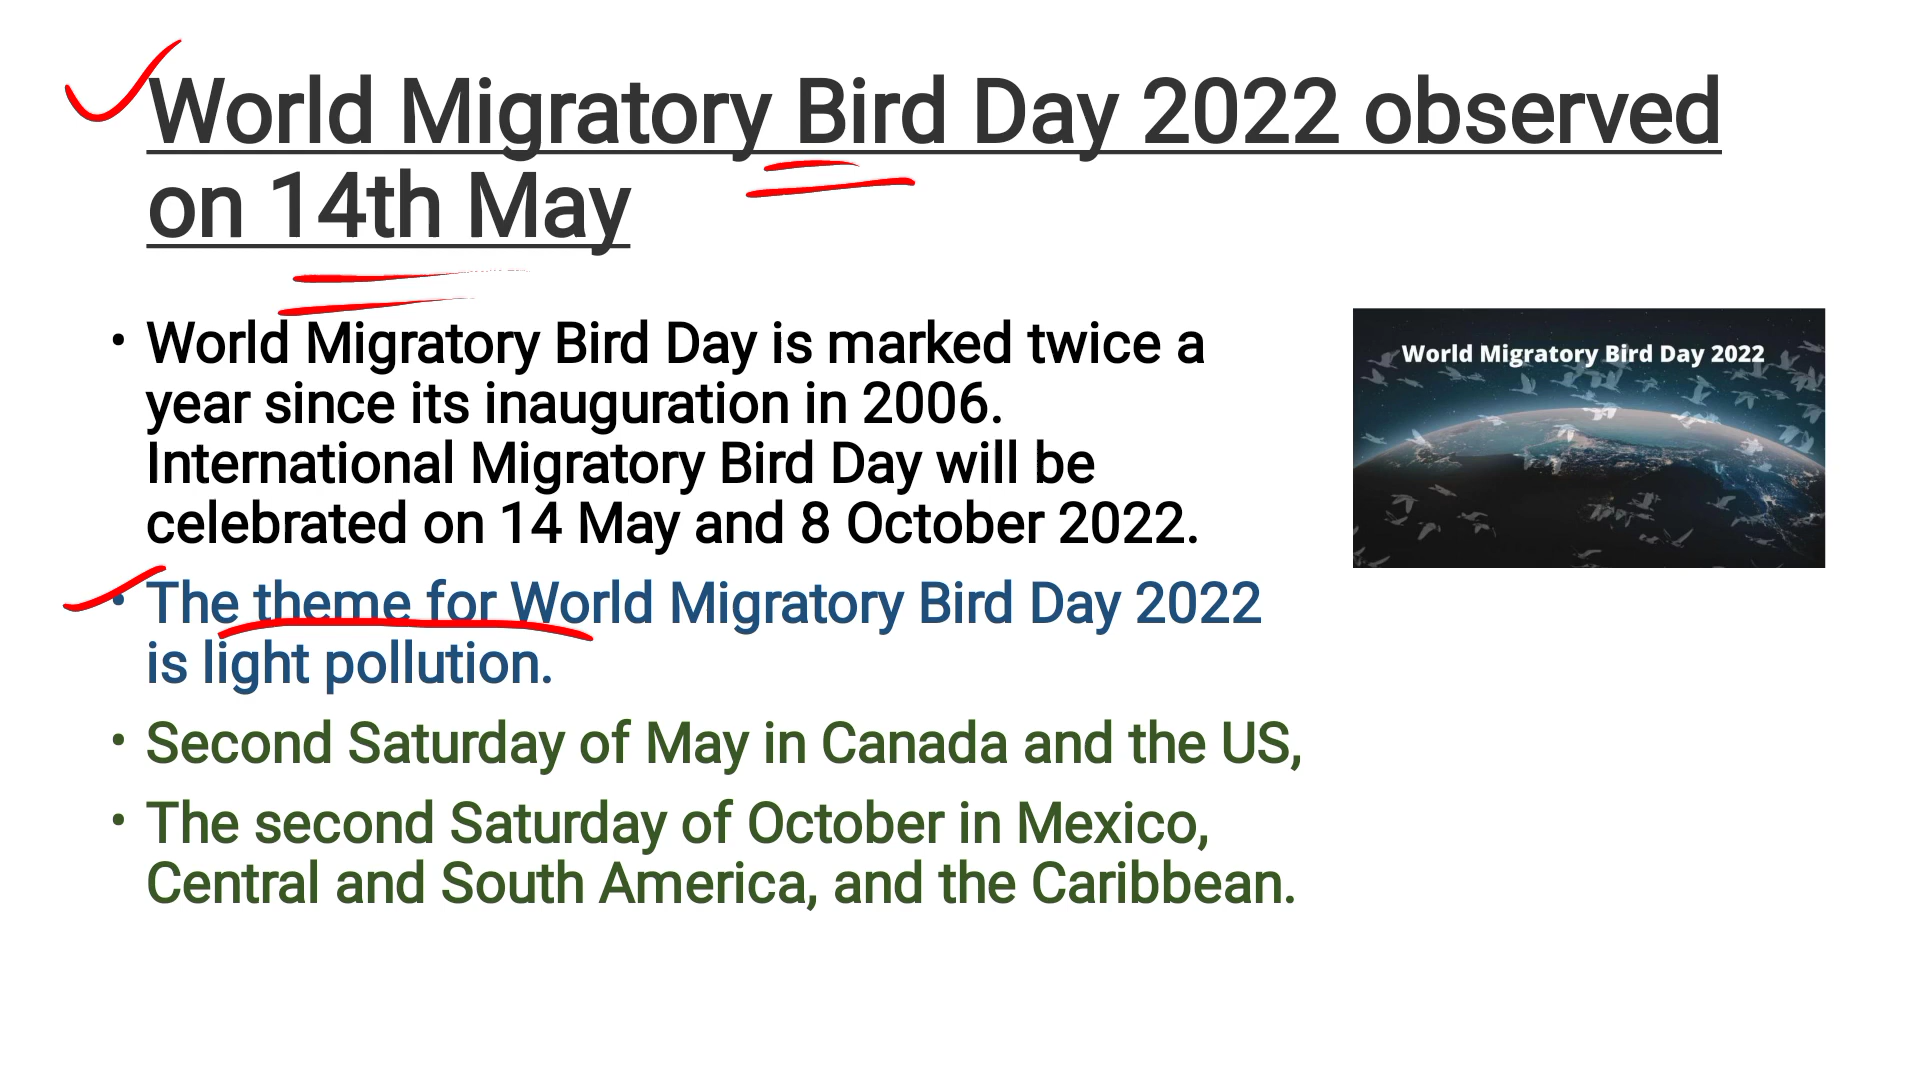 World Migratory Bird Day 2022 observed
on 14th May
• World Migratory Bird Day is marked twice a
year since its inauguration in 2006.
International Migratory Bird Day will be
celebrated on 14 May and 8 October 2022.
World Migratory Bird Day 2022
• The theme for World Migratory Bird Day 2022
is light pollution.
• Second Saturday of May in Canada and the US,
• The second Saturday of October in Mexico,
Central and South America, and the Caribbean.